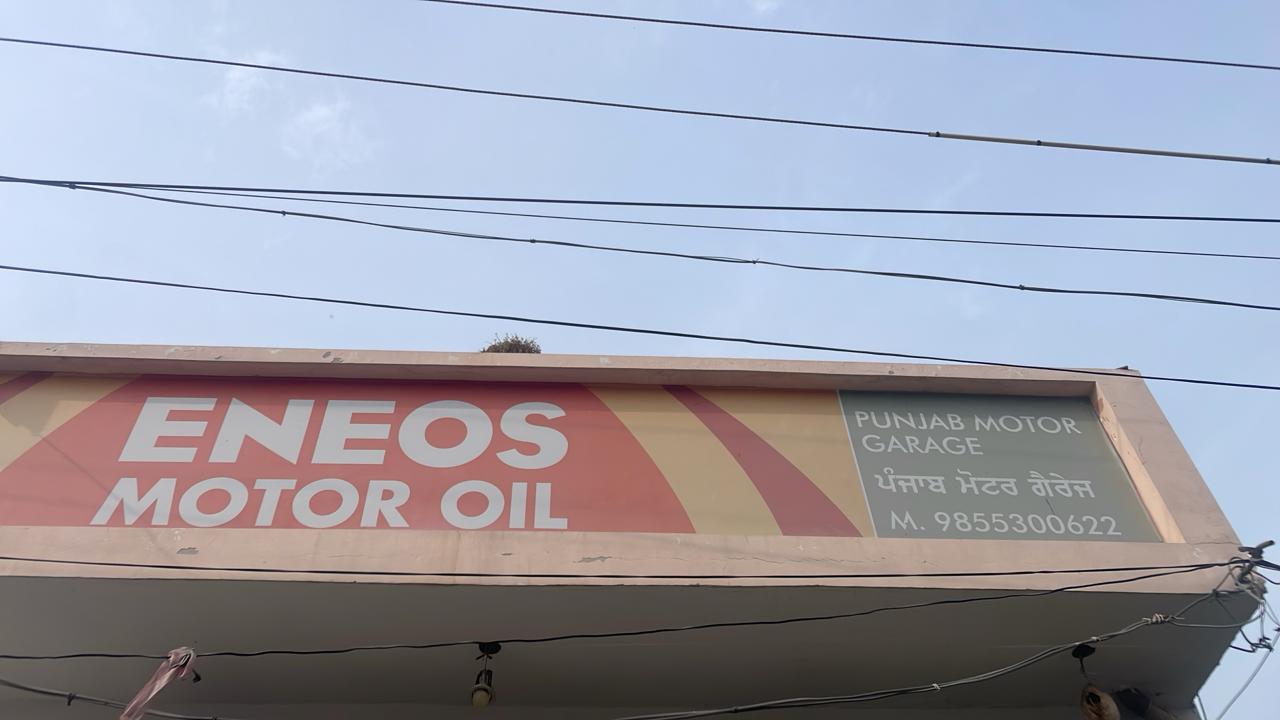 ENEOS
MOTOR OIL
PUNJAB MOTOR
GARAGE
ਪੰਜਾਬ ਮੋਟਰ ਗੈਰੇਜ
M. 9855300622